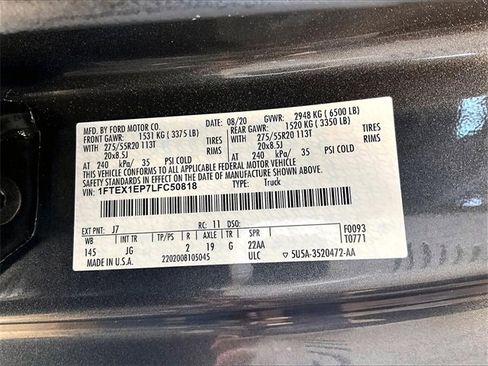 MFD. BY FORD MOTOR CO.
08/20 GVWR: 2948 KG ( 6500 LB)
FRONT GAWR: 1531 KG ( 3375 LB) REAR GAWR: 1520 KG ( 3350 LB)
WITH 275/55R20 113T TIRES WITH 275/55R20 113T TIRES
20x8.5J RIMS 20x8.5J RIMS
AT 240 kPa/ 35 PSI COLD AT 240 kPa/ 35 PSI COLD
THIS VEHICLE CONFORMS TO ALL APPLICABLE FEDERAL MOTOR VEHICLE
SAFETY STANDARDS IN EFFECT ON THE DATE OF MANUFACTURE SHOWN ABOVE.
VIN: 1FTEX1EP7LFC50818 TYPE: Truck
EXT PNT: J7 RC: 11 DSO: F0093
WB INT TR TP/PS R AXLE TR SPR T0771
145 JG 2 19 G 22AA
MADE IN U.S.A. 2202008105045 ULC 5U5A-3520472-AA